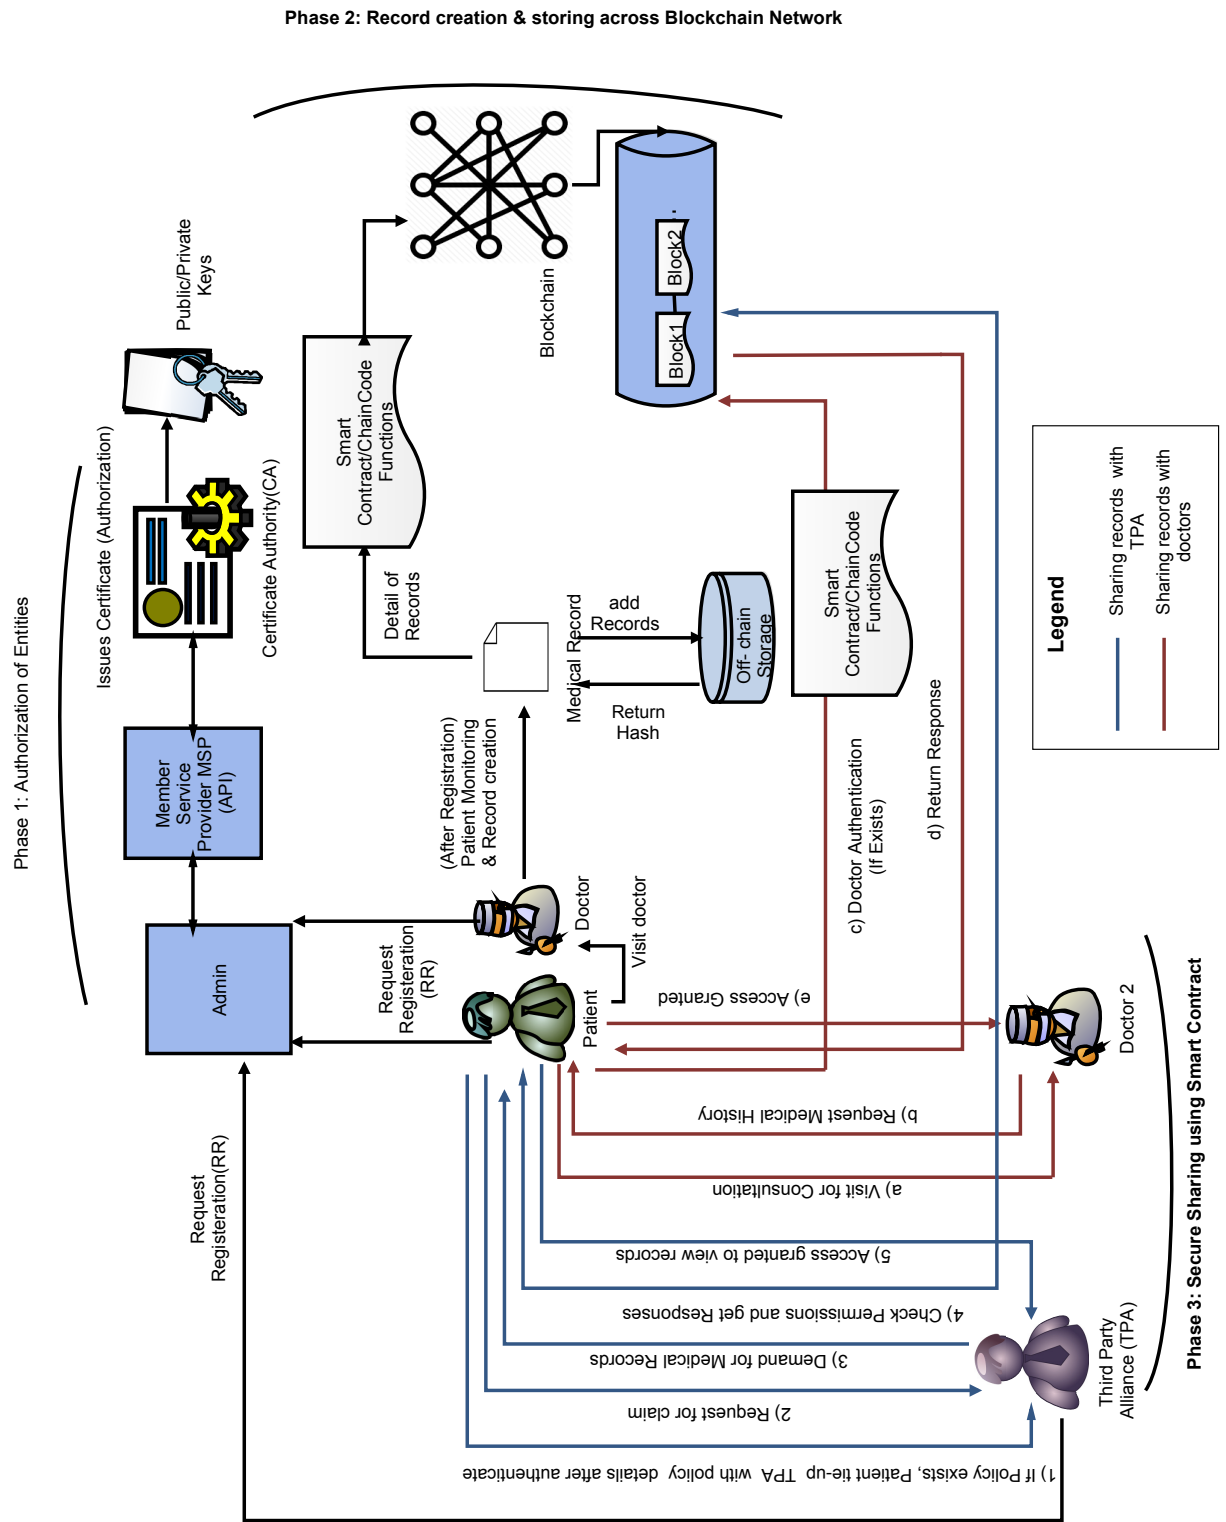 Phase 2: Record creation & storing across Blockchain Network
Phase 1: Authorization of Entities
Issues Certificate (Authorization)
Public/Private
Keys
Certificate Authority(CA)
Member
Service
Provider MSP
(API)
Admin
Request
Registeration
(RR)
Request
Registeration(RR)
Smart
Contract/ChainCode
Functions
Blockchain
Block1
Block2
. .
Detail of
Records
Medical Record
add
Records
Return
Hash
Off- chain
Storage
(After Registration)
Patient Monitoring
& Record creation
Doctor
Visit doctor
Patient
Smart
Contract/ChainCode
Functions
c) Doctor Authentication
(If Exists)
d) Return Response
e) Access Granted
b) Request Medical History
a) Visit for Consultation
5) Access granted to view records
4) Check Permissions and get Responses
3) Demand for Medical Records
2) Request for claim
1) If Policy exists, Patient tie-up TPA with policy details after authenticate
Doctor 2
Third Party
Alliance (TPA)
Phase 3: Secure Sharing using Smart Contract
Legend
Sharing records with
TPA
Sharing records with
doctors